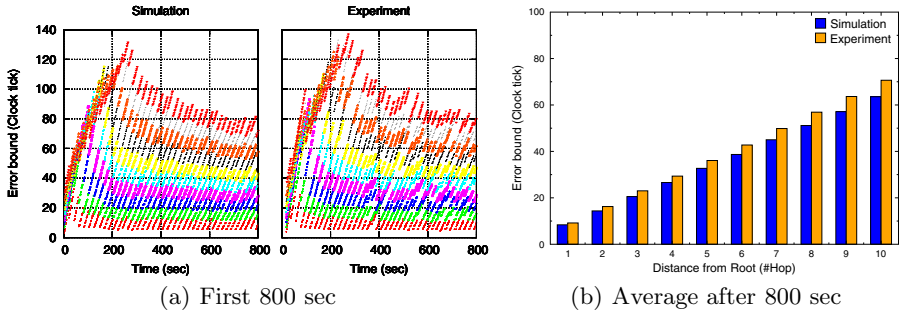 Simulation
Experiment
Error bound (Clock tick)
140
120
100
80
60
40
20
0
0 200 400 600 800
Time (sec)
0 200 400 600 800
Time (sec)
(a) First 800 sec
Error bound (Clock tick)
100
80
60
40
20
0
Simulation
Experiment
1 2 3 4 5 6 7 8 9 10
Distance from Root (#Hop)
(b) Average after 800 sec